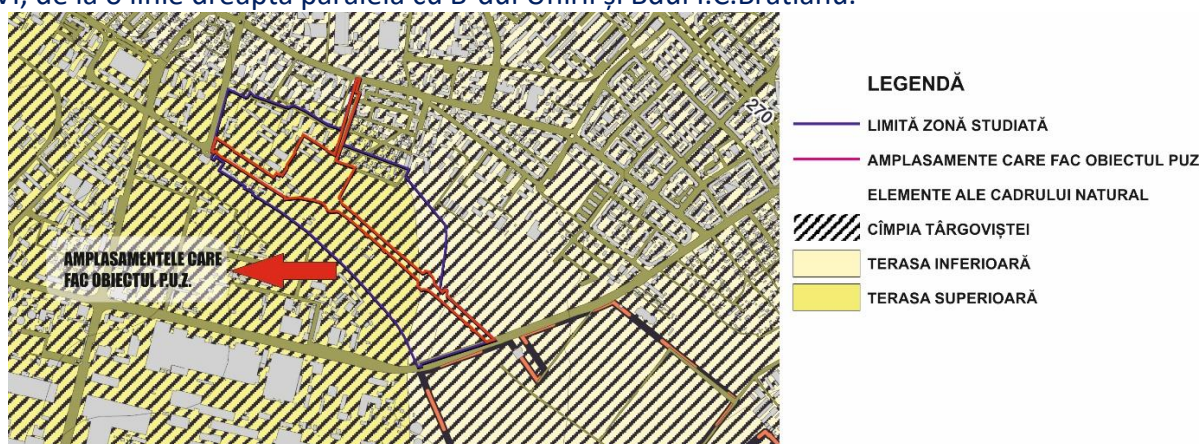 de la o linie dreaptă paralelă cu B-dul Unirii și Bdul I.C.Brătianu.
LEGENDĂ
270
LIMITĂ ZONĂ STUDIATĂ
AMPLASAMENTE CARE FAC OBIECTUL PUZ
ELEMENTE ALE CADRULUI NATURAL
CÎMPIA TÂRGOVIȘTEI
AMPLASAMENTELE CARE
FAC OBIECTUL P.U.Z.
TERASA INFERIOARĂ
TERASA SUPERIOARĂ